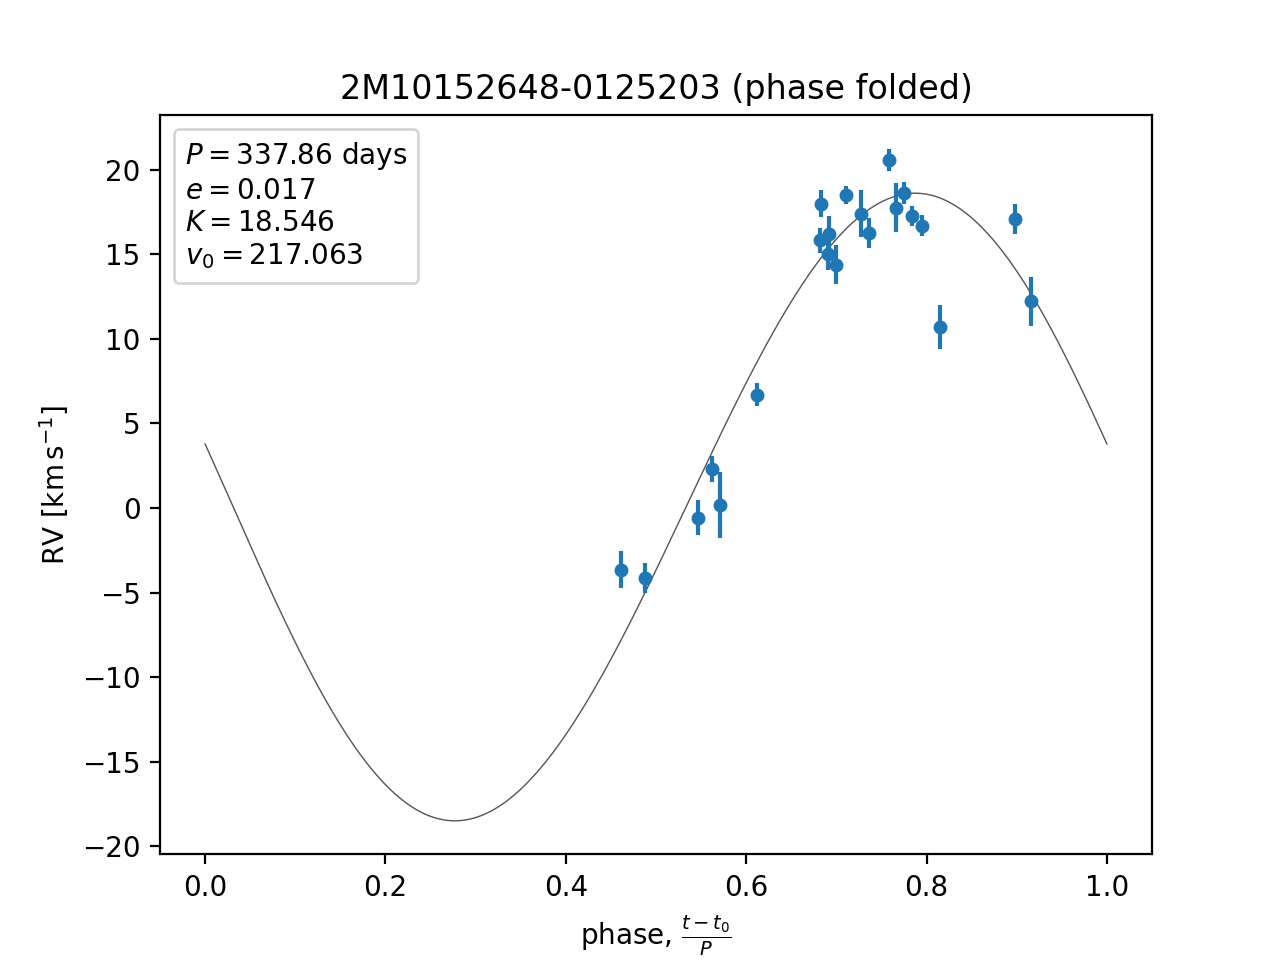 2M10152648-0125203 (phase folded)
P = 337.86 days
e = 0.017
K = 18.546
v₀ = 217.063
20
15
10
5
0
−5
−10
−15
−20
RV [km s⁻¹]
0.0 0.2 0.4 0.6 0.8 1.0
phase, (t − t₀)/P